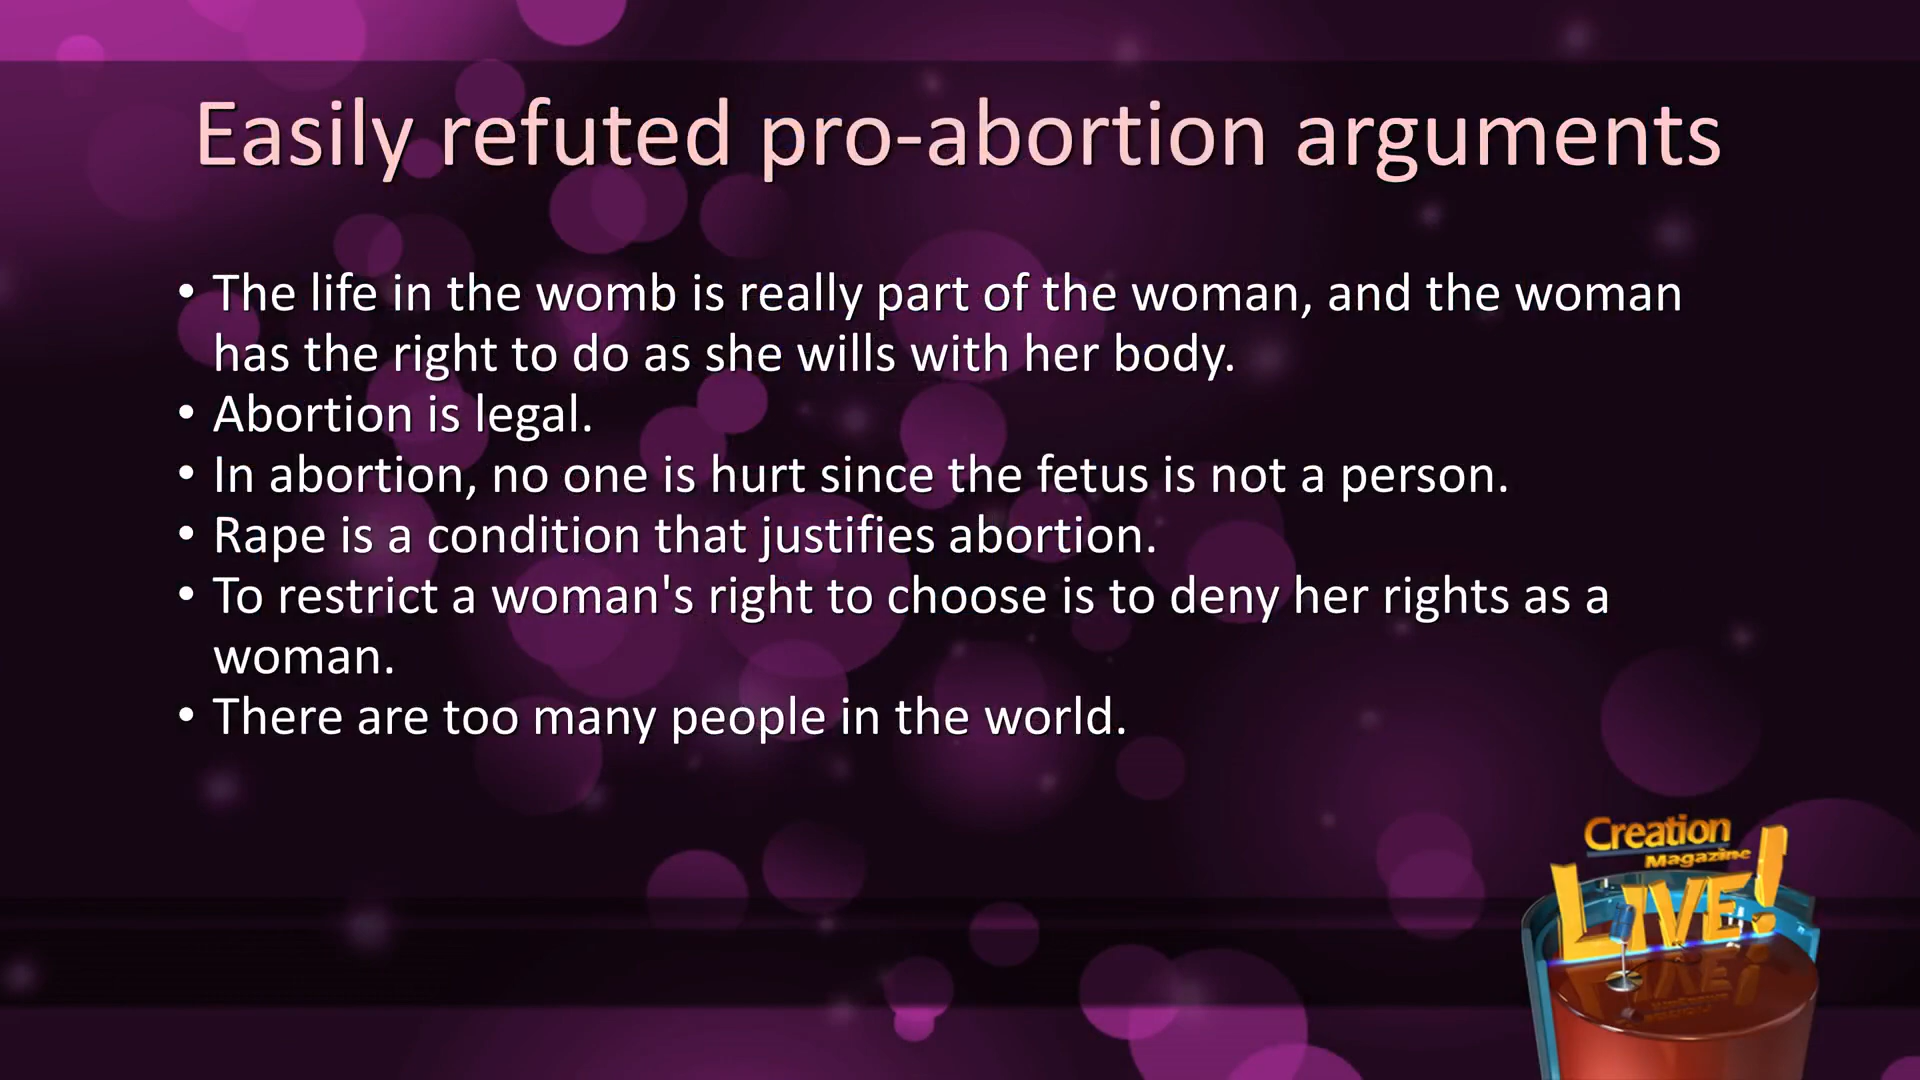 Easily refuted pro-abortion arguments
• The life in the womb is really part of the woman, and the woman
has the right to do as she wills with her body.
• Abortion is legal.
• In abortion, no one is hurt since the fetus is not a person.
• Rape is a condition that justifies abortion.
• To restrict a woman's right to choose is to deny her rights as a
woman.
• There are too many people in the world.
Creation
Magazine
LIVE!